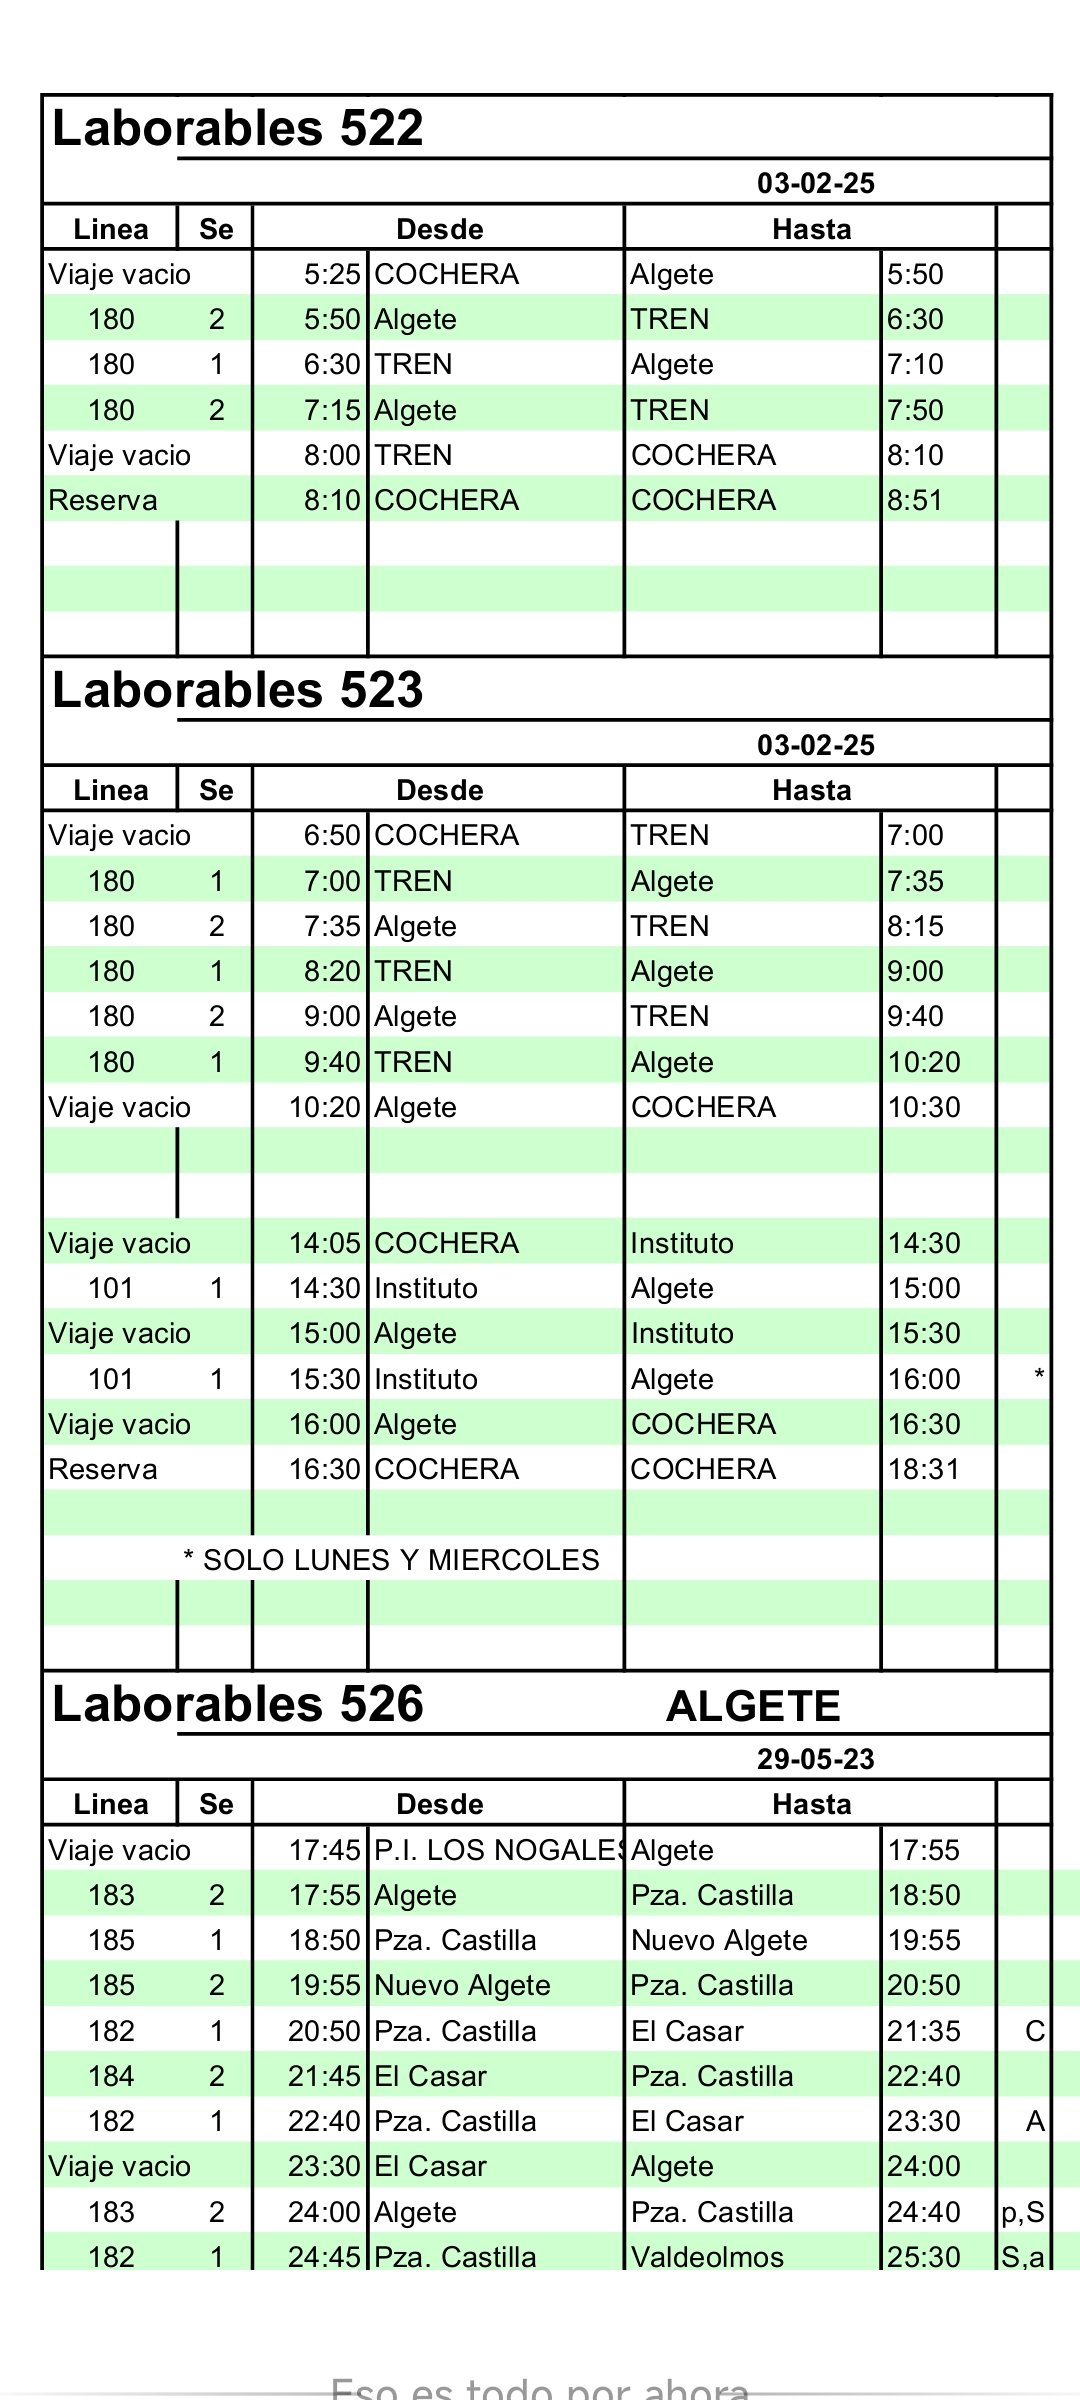 Laborables 522
03-02-25
Linea Se Desde Hasta
Viaje vacio 5:25 COCHERA Algete 5:50
180 2 5:50 Algete TREN 6:30
180 1 6:30 TREN Algete 7:10
180 2 7:15 Algete TREN 7:50
Viaje vacio 8:00 TREN COCHERA 8:10
Reserva 8:10 COCHERA COCHERA 8:51
Laborables 523
03-02-25
Linea Se Desde Hasta
Viaje vacio 6:50 COCHERA TREN 7:00
180 1 7:00 TREN Algete 7:35
180 2 7:35 Algete TREN 8:15
180 1 8:20 TREN Algete 9:00
180 2 9:00 Algete TREN 9:40
180 1 9:40 TREN Algete 10:20
Viaje vacio 10:20 Algete COCHERA 10:30
Viaje vacio 14:05 COCHERA Instituto 14:30
101 1 14:30 Instituto Algete 15:00
Viaje vacio 15:00 Algete Instituto 15:30
101 1 15:30 Instituto Algete 16:00 *
Viaje vacio 16:00 Algete COCHERA 16:30
Reserva 16:30 COCHERA COCHERA 18:31
* SOLO LUNES Y MIERCOLES
Laborables 526 ALGETE
29-05-23
Linea Se Desde Hasta
Viaje vacio 17:45 P.I. LOS NOGALES Algete 17:55
183 2 17:55 Algete Pza. Castilla 18:50
185 1 18:50 Pza. Castilla Nuevo Algete 19:55
185 2 19:55 Nuevo Algete Pza. Castilla 20:50
182 1 20:50 Pza. Castilla El Casar 21:35 C
184 2 21:45 El Casar Pza. Castilla 22:40
182 1 22:40 Pza. Castilla El Casar 23:30 A
Viaje vacio 23:30 El Casar Algete 24:00
183 2 24:00 Algete Pza. Castilla 24:40 p,S
182 1 24:45 Pza. Castilla Valdeolmos 25:30 S,a
Eso es todo por ahora